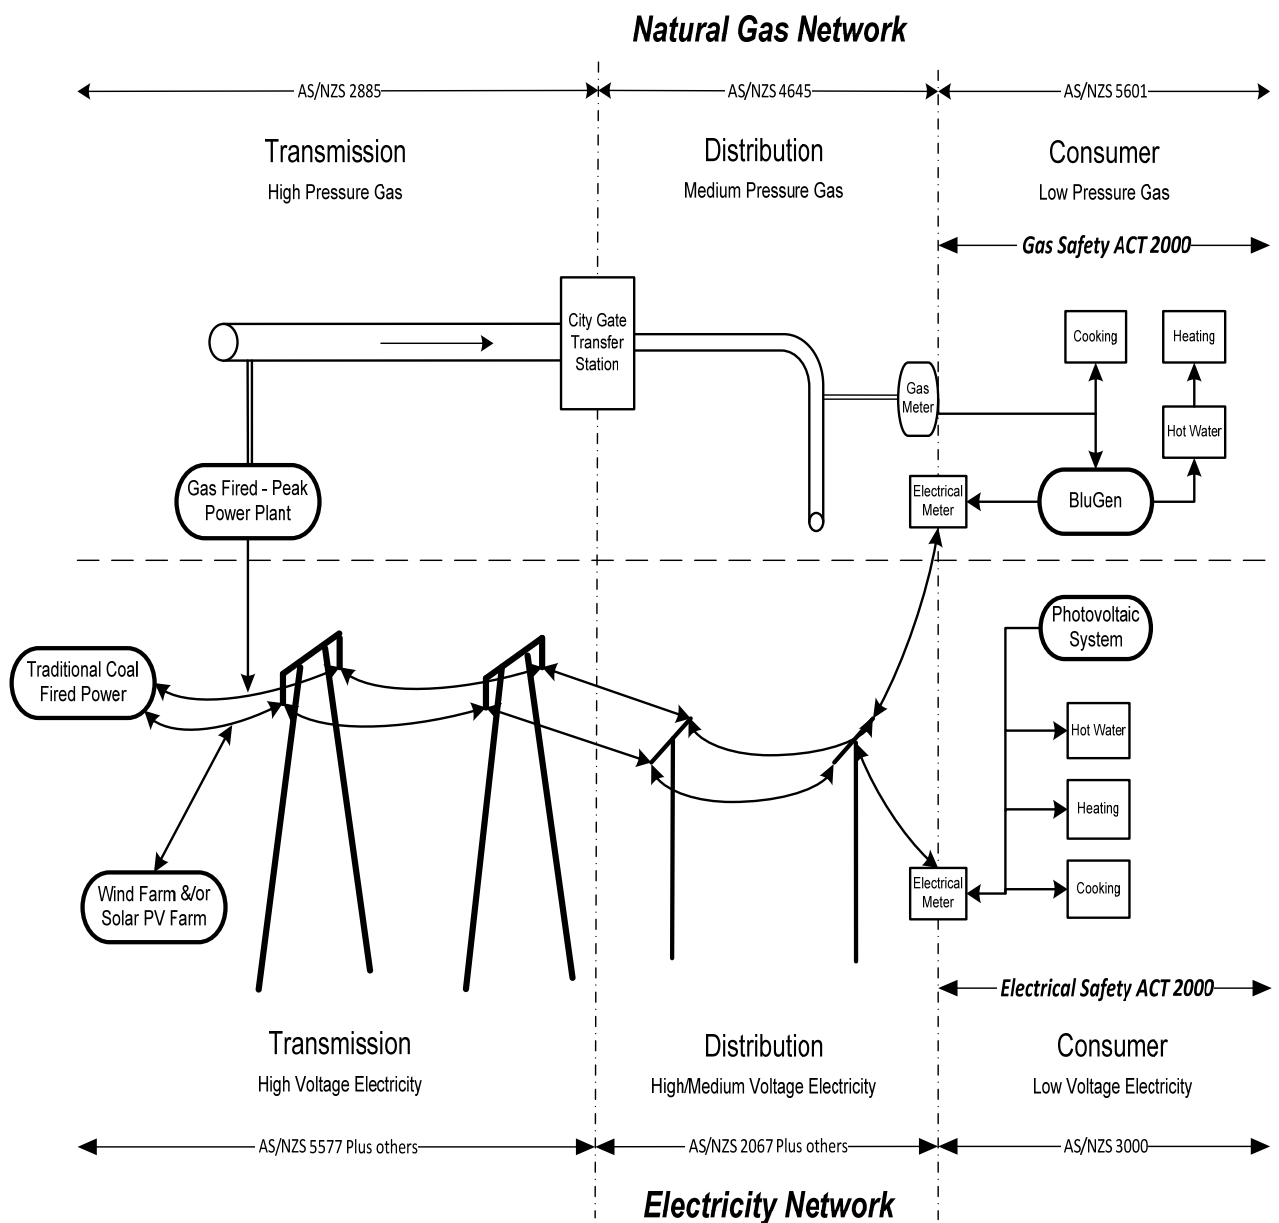 Natural Gas Network
AS/NZS 2885
AS/NZS 4645
AS/NZS 5601
Transmission
High Pressure Gas
Distribution
Medium Pressure Gas
Consumer
Low Pressure Gas
Gas Safety ACT 2000
City Gate
Transfer
Station
Cooking
Heating
Gas
Meter
Hot Water
Gas Fired - Peak
Power Plant
Electrical
Meter
BluGen
Photovoltaic
System
Traditional Coal
Fired Power
Hot Water
Heating
Wind Farm &/or
Solar PV Farm
Electrical
Meter
Cooking
Electrical Safety ACT 2000
Transmission
High Voltage Electricity
Distribution
High/Medium Voltage Electricity
Consumer
Low Voltage Electricity
AS/NZS 5577 Plus others
AS/NZS 2067 Plus others
AS/NZS 3000
Electricity Network